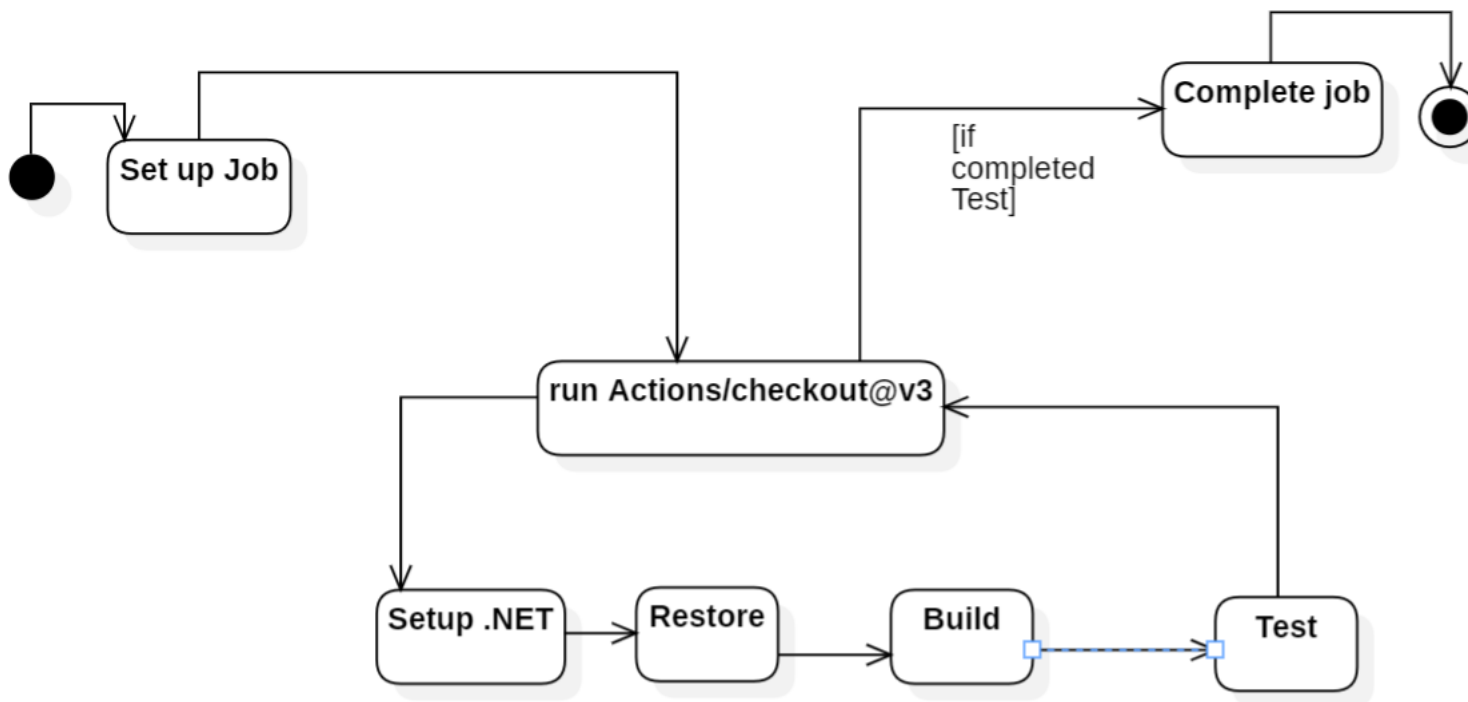 Complete job
Set up Job
[if
completed
Test]
run Actions/checkout@v3
Setup .NET
Restore
Build
Test